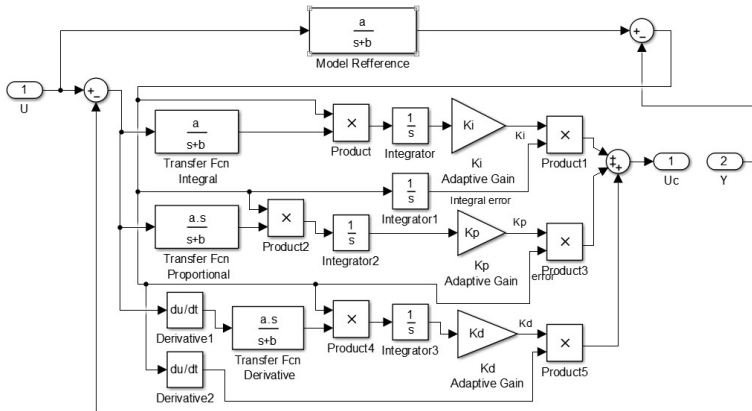 a
s+b
Model Refference
+
−
1
U
+
−
a
s+b
Transfer Fcn
Integral
×
Product
1
s
Integrator
Ki
Ki
Adaptive Gain
Ki
×
Product1
+
+
+
1
Uc
2
Y
1
s
Integrator1
Integral error
a.s
s+b
Transfer Fcn
Proportional
×
Product2
1
s
Integrator2
Kp
Kp
Adaptive Gain
Kp
×
Product3
error
du/dt
Derivative1
a.s
s+b
Transfer Fcn
Derivative
×
Product4
1
s
Integrator3
Kd
Kd
Adaptive Gain
Kd
×
Product5
du/dt
Derivative2